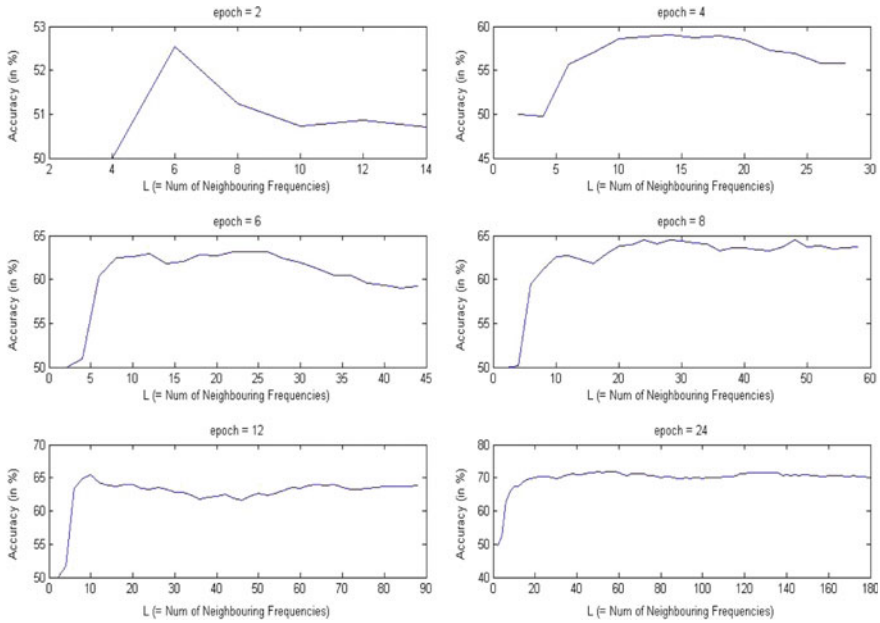 epoch = 2
53
52
51
50
Accuracy (in %)
2 4 6 8 10 12 14
L (= Num of Neighbouring Frequencies)
epoch = 4
60
55
50
45
Accuracy (in %)
0 5 10 15 20 25 30
L (= Num of Neighbouring Frequencies)
epoch = 6
65
60
55
50
Accuracy (in %)
0 5 10 15 20 25 30 35 40 45
L (= Num of Neighbouring Frequencies)
epoch = 8
65
60
55
50
Accuracy (in %)
0 10 20 30 40 50 60
L (= Num of Neighbouring Frequencies)
epoch = 12
70
65
60
55
50
Accuracy (in %)
0 10 20 30 40 50 60 70 80 90
L (= Num of Neighbouring Frequencies)
epoch = 24
80
70
60
50
40
Accuracy (in %)
0 20 40 60 80 100 120 140 160 180
L (= Num of Neighbouring Frequencies)